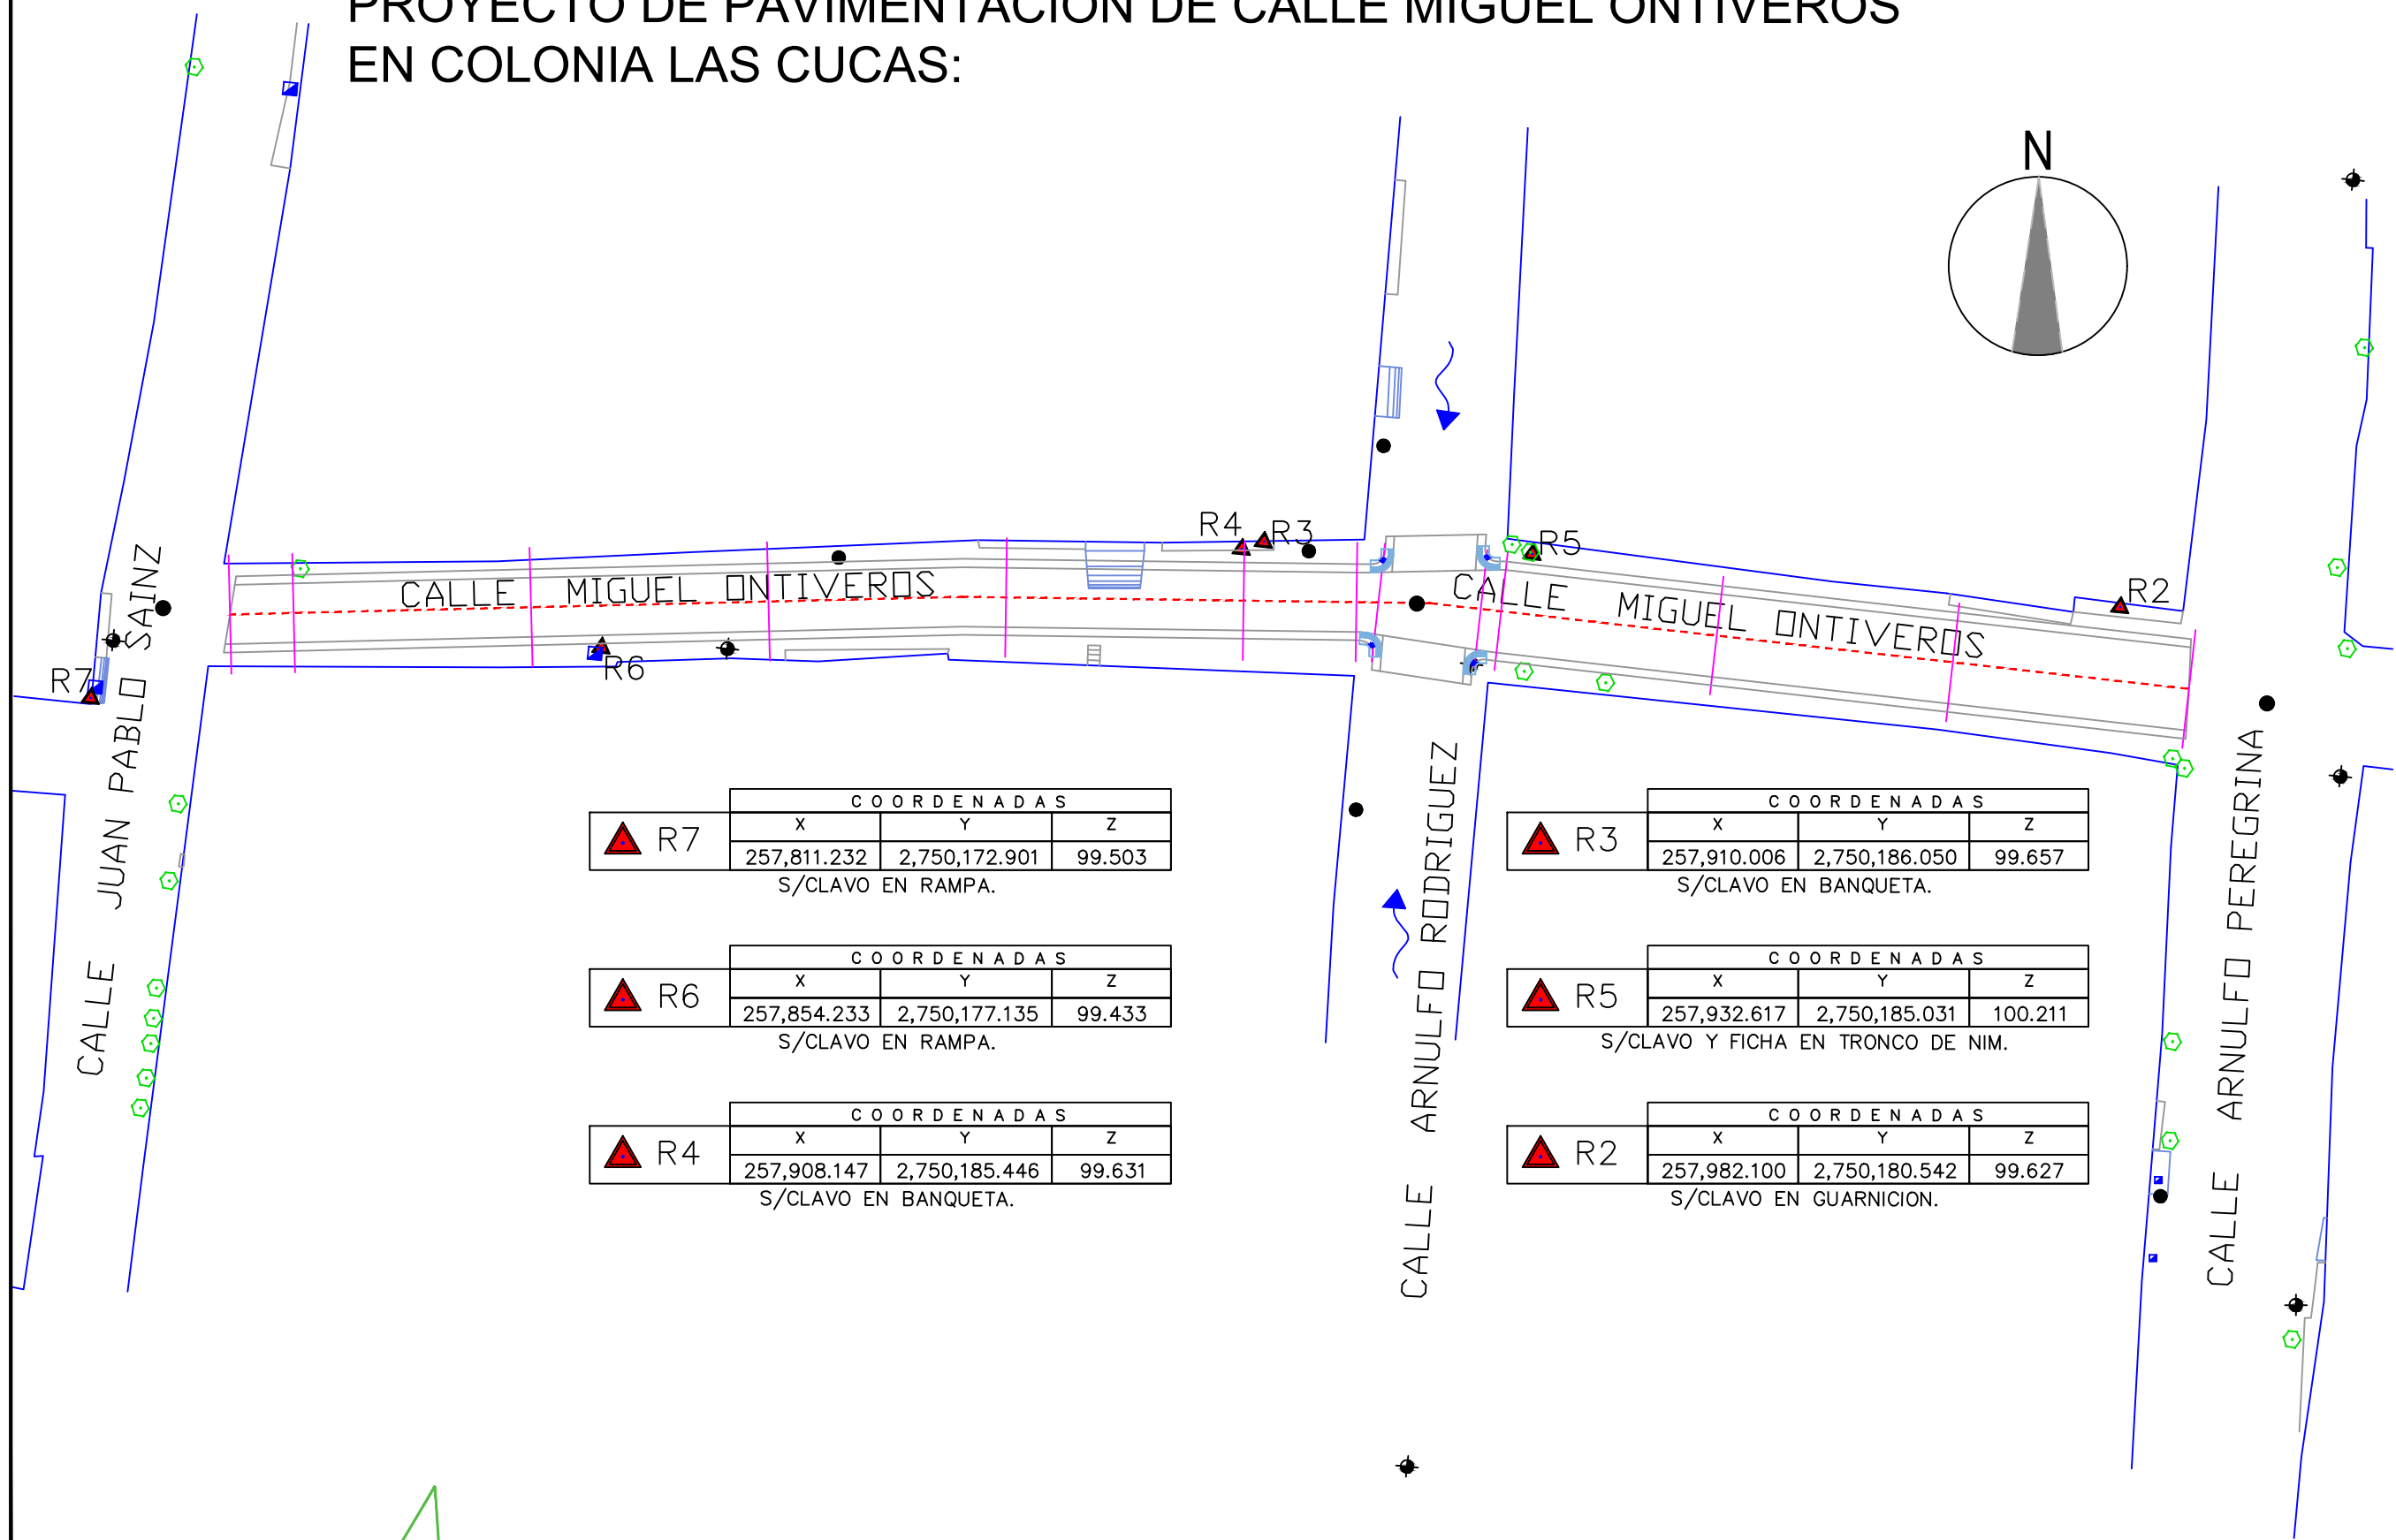 PROYECTO DE PAVIMENTACION DE CALLE MIGUEL ONTIVEROS
EN COLONIA LAS CUCAS:
N
R4
R3
R5
R2
R6
R7
CALLE MIGUEL ONTIVEROS
CALLE MIGUEL ONTIVEROS
CALLE JUAN PABLO SAINZ
CALLE ARNULFO RODRIGUEZ
CALLE ARNULFO PEREGRINA
COORDENADAS
R7 X Y Z
257,811.232 2,750,172.901 99.503
S/CLAVO EN RAMPA.
COORDENADAS
R6 X Y Z
257,854.233 2,750,177.135 99.433
S/CLAVO EN RAMPA.
COORDENADAS
R4 X Y Z
257,908.147 2,750,185.446 99.631
S/CLAVO EN BANQUETA.
COORDENADAS
R3 X Y Z
257,910.006 2,750,186.050 99.657
S/CLAVO EN BANQUETA.
COORDENADAS
R5 X Y Z
257,932.617 2,750,185.031 100.211
S/CLAVO Y FICHA EN TRONCO DE NIM.
COORDENADAS
R2 X Y Z
257,982.100 2,750,180.542 99.627
S/CLAVO EN GUARNICION.